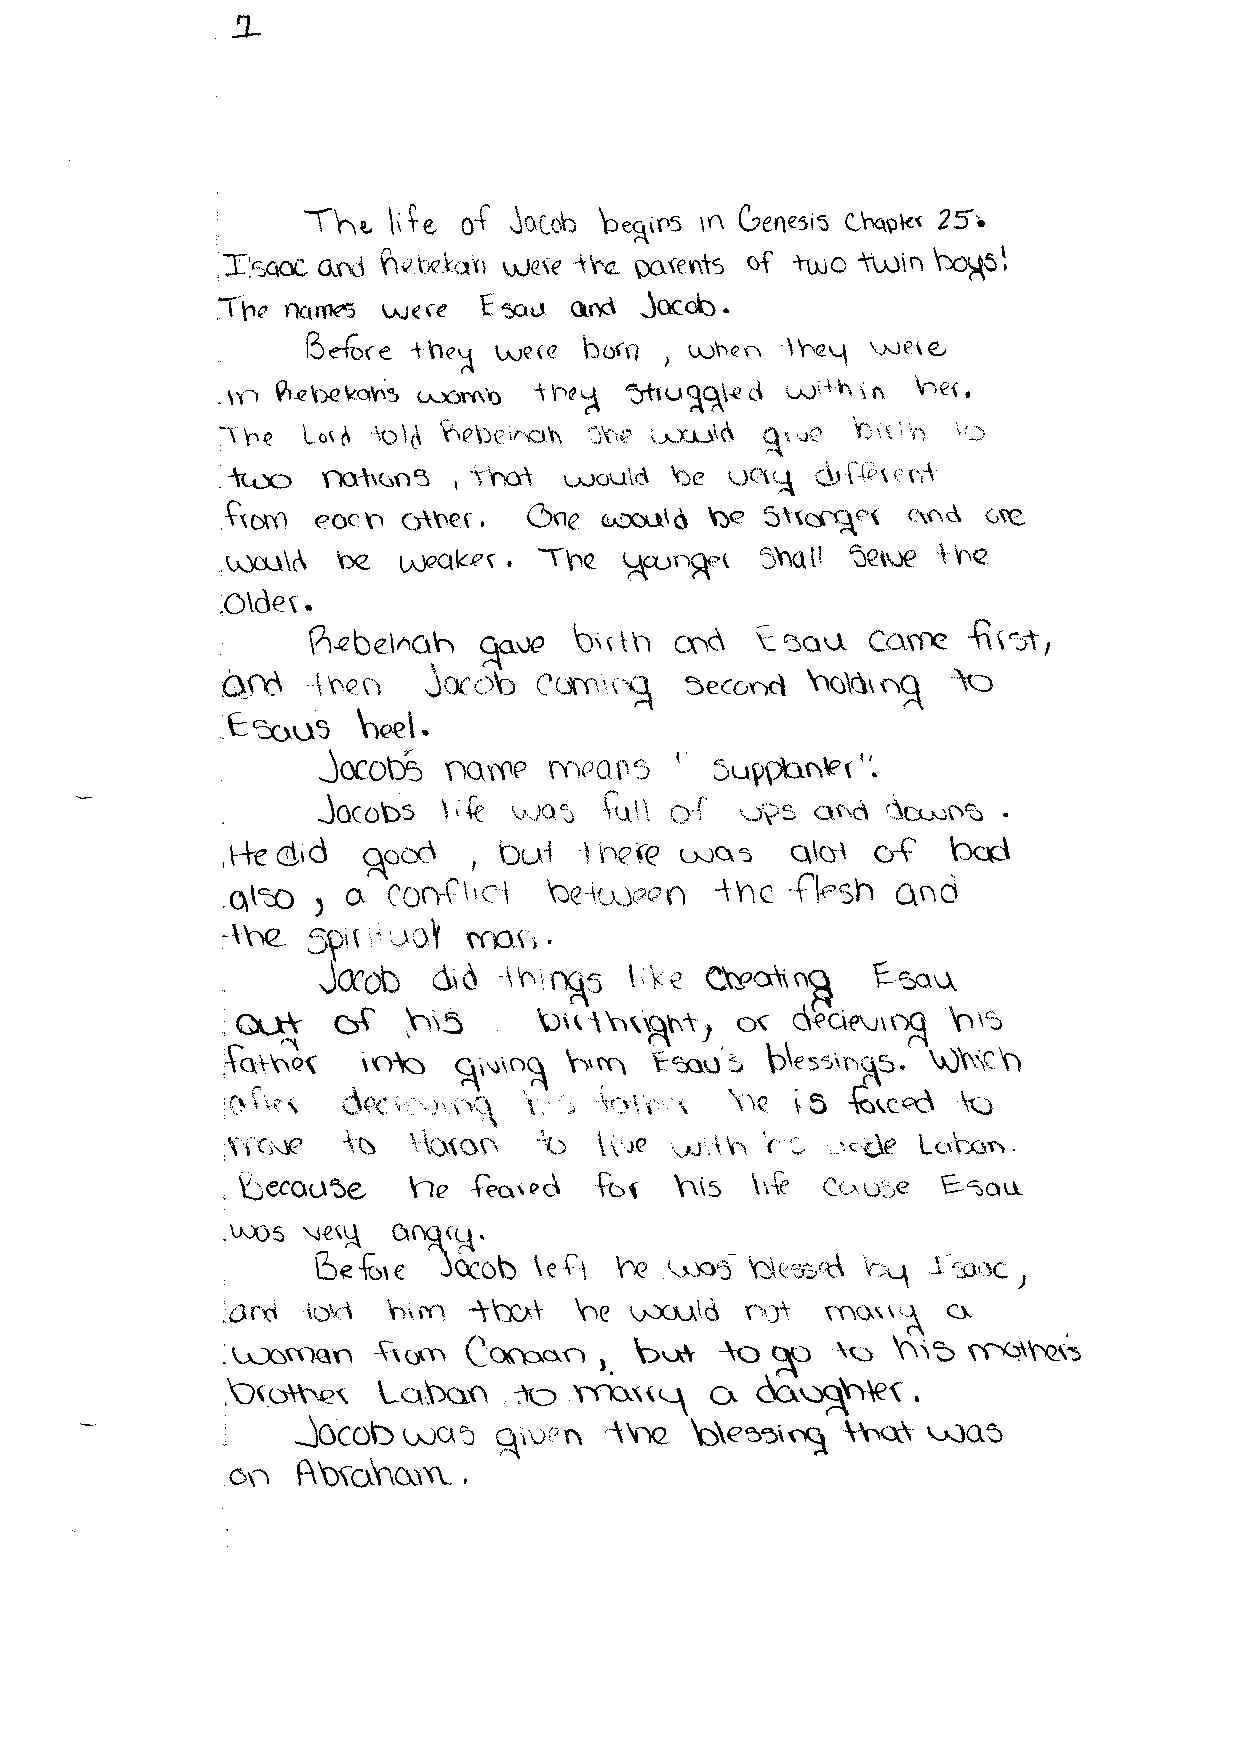 1
The life of Jacob begins in Genesis Chapter 25.
Isaac and Rebekah were the parents of two twin boys!
The names were Esau and Jacob.
Before they were born, when they were
in Rebekah's womb they struggled within her.
The Lord told Rebekah She would give birth to
two nations, that would be vary different
from each other. One would be Stronger and one
would be weaker. The younger Shall Serve the
Older.
Rebekah gave birth and Esau came first,
and then Jacob coming second holding to
Esaus heel.
Jacob's name means "Supplanter".
Jacobs life was full of ups and downs.
He did good, but there was alot of bad
also, a conflict between the flesh and
the spiritual man.
Jacob did things like Cheating Esau
out of his birthright, or decieving his
father into giving him Esau's blessings. Which
after decieving his father he is forced to
move to Haran to live with his uncle Laban.
Because he feared for his life cause Esau
was very angry.
Before Jacob left he was blessed by Isaac,
and told him that he would not marry a
woman from Canaan, but to go to his mother's
brother Laban to marry a daughter.
Jacob was given the blessing that was
on Abraham.